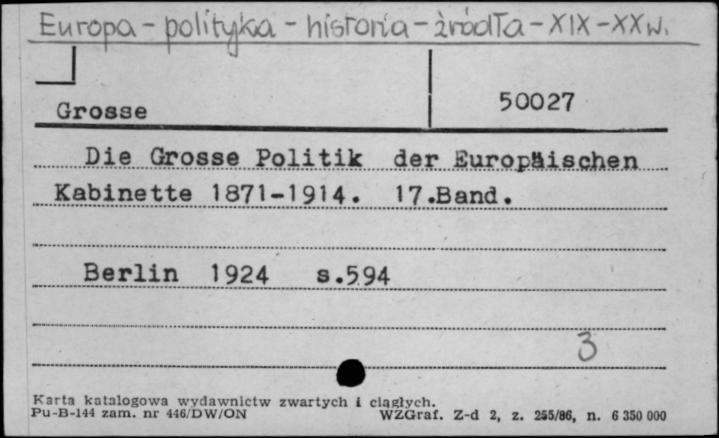 Europa - polityka - historia - źródła - XIX - XX w.
50027
Grosse
Die Grosse Politik der Europäischen
Kabinette 1871-1914. 17.Band.
Berlin 1924 s.594
3
Karta katalogowa wydawnictw zwartych i ciągłych.
Pu-B-144 zam. nr 446/DW/ON WZGraf. Z-d 2, z. 255/86, n. 6 350 000